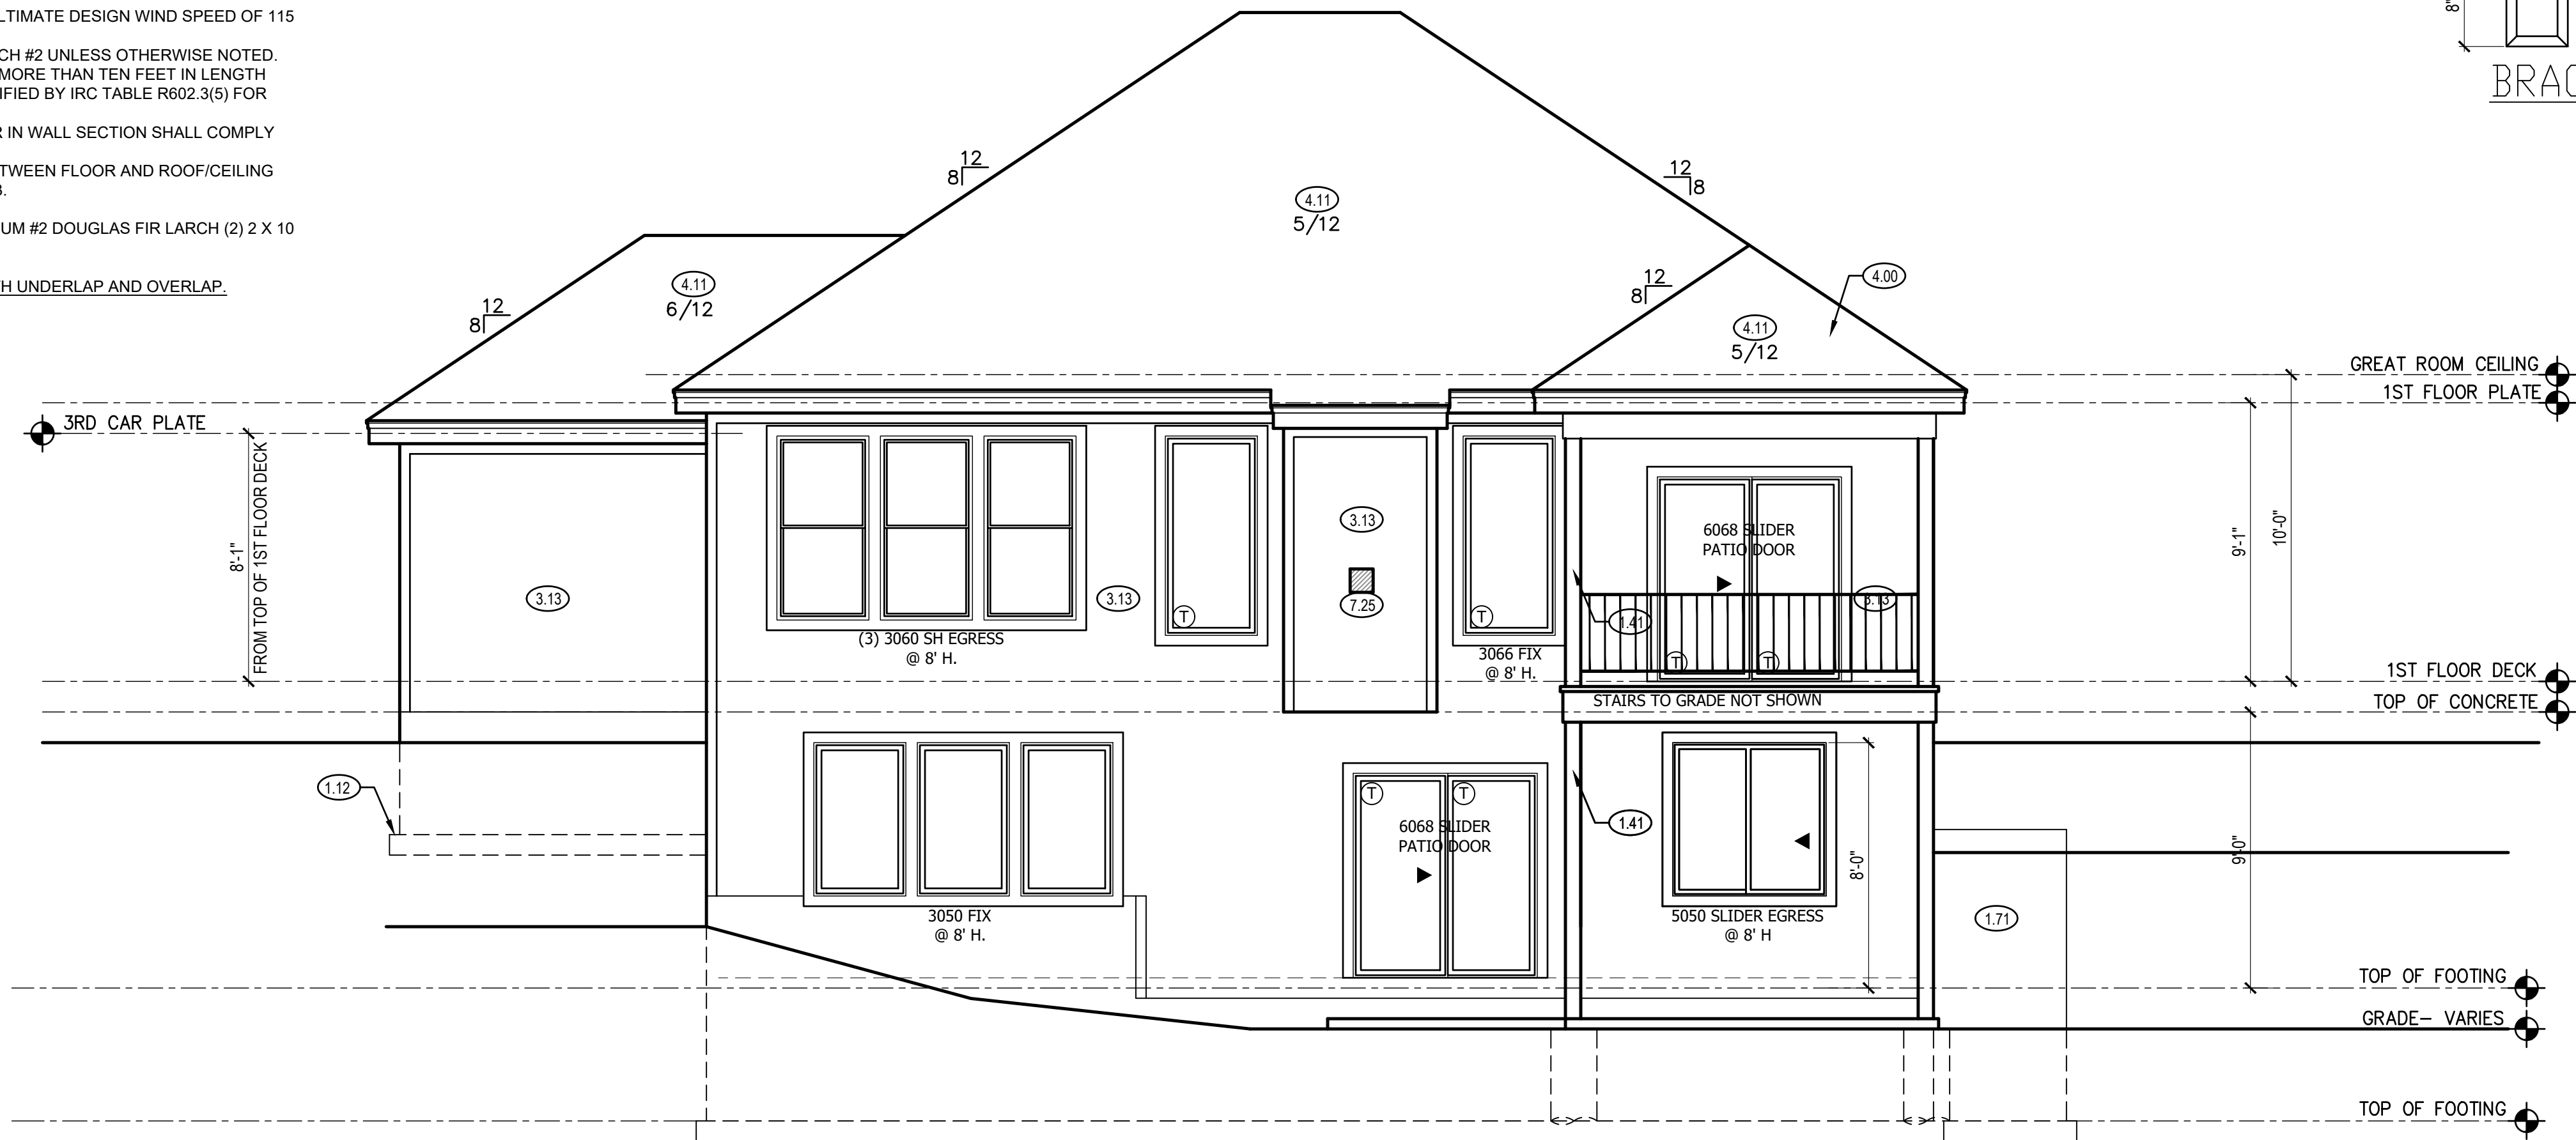 LTIMATE DESIGN WIND SPEED OF 115
CH #2 UNLESS OTHERWISE NOTED.
MORE THAN TEN FEET IN LENGTH
IFIED BY IRC TABLE R602.3(5) FOR
R IN WALL SECTION SHALL COMPLY
TWEEN FLOOR AND ROOF/CEILING
UM #2 DOUGLAS FIR LARCH (2) 2 X 10
TH UNDERLAP AND OVERLAP.
8"
BRAC
12
8
12
8
4.11
5/12
12
8
4.00
4.11
6/12
12
8
4.11
5/12
GREAT ROOM CEILING
1ST FLOOR PLATE
3RD CAR PLATE
8'-1"
FROM TOP OF 1ST FLOOR DECK
3.13
3.13
3.13
7.25
T
T
6068 SLIDER
PATIO DOOR
3.13
1.41
T
T
9'-1"
10'-0"
(3) 3060 SH EGRESS
@ 8' H.
3066 FIX
@ 8' H.
1ST FLOOR DECK
STAIRS TO GRADE NOT SHOWN
TOP OF CONCRETE
1.12
T
T
6068 SLIDER
PATIO DOOR
1.41
8'-0"
9'-0"
3050 FIX
@ 8' H.
5050 SLIDER EGRESS
@ 8' H
1.71
TOP OF FOOTING
GRADE- VARIES
TOP OF FOOTING